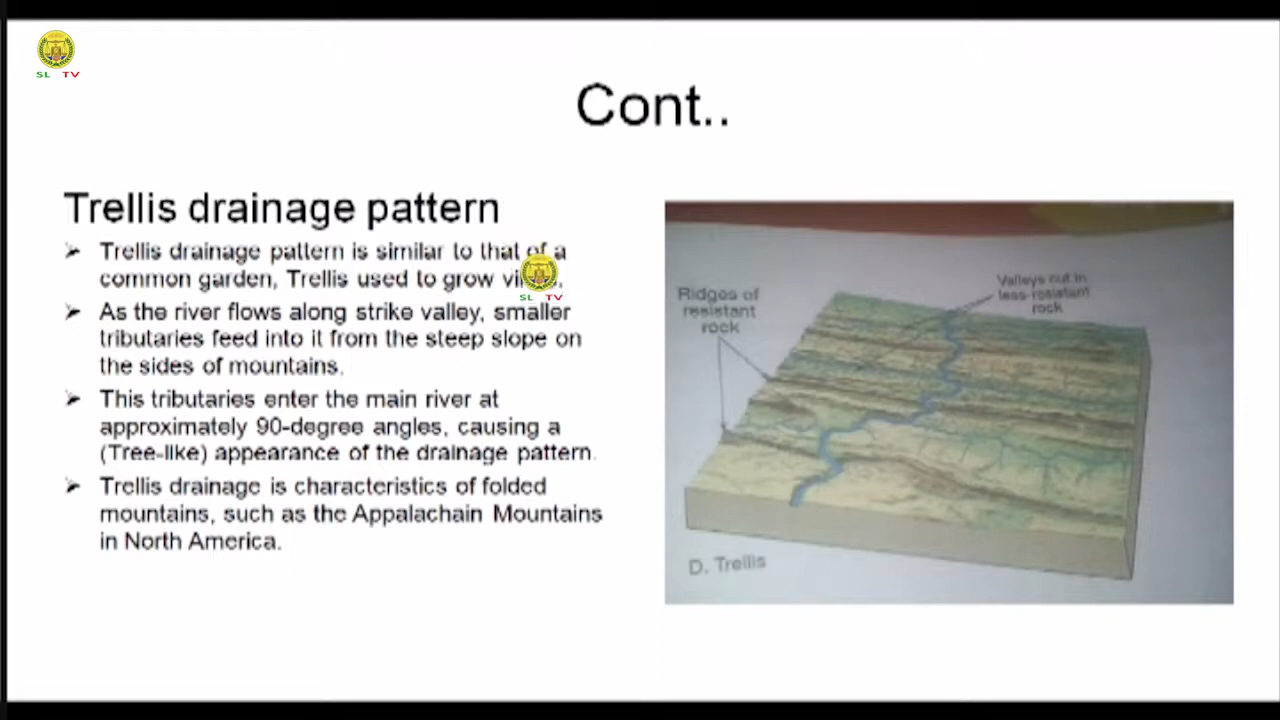 SL TV
Cont..
Trellis drainage pattern
➢ Trellis drainage pattern is similar to that of a
common garden, Trellis used to grow
SL TV
➢ As the river flows along strike valley, smaller
tributaries feed into it from the steep slope on
the sides of mountains.
➢ This tributaries enter the main river at
approximately 90-degree angles, causing a
(Tree-like) appearance of the drainage pattern.
➢ Trellis drainage is characteristics of folded
mountains, such as the Appalachain Mountains
in North America.
Ridges of
resistant
rock
Valleys cut in
less-resistant
rock
D. Trellis